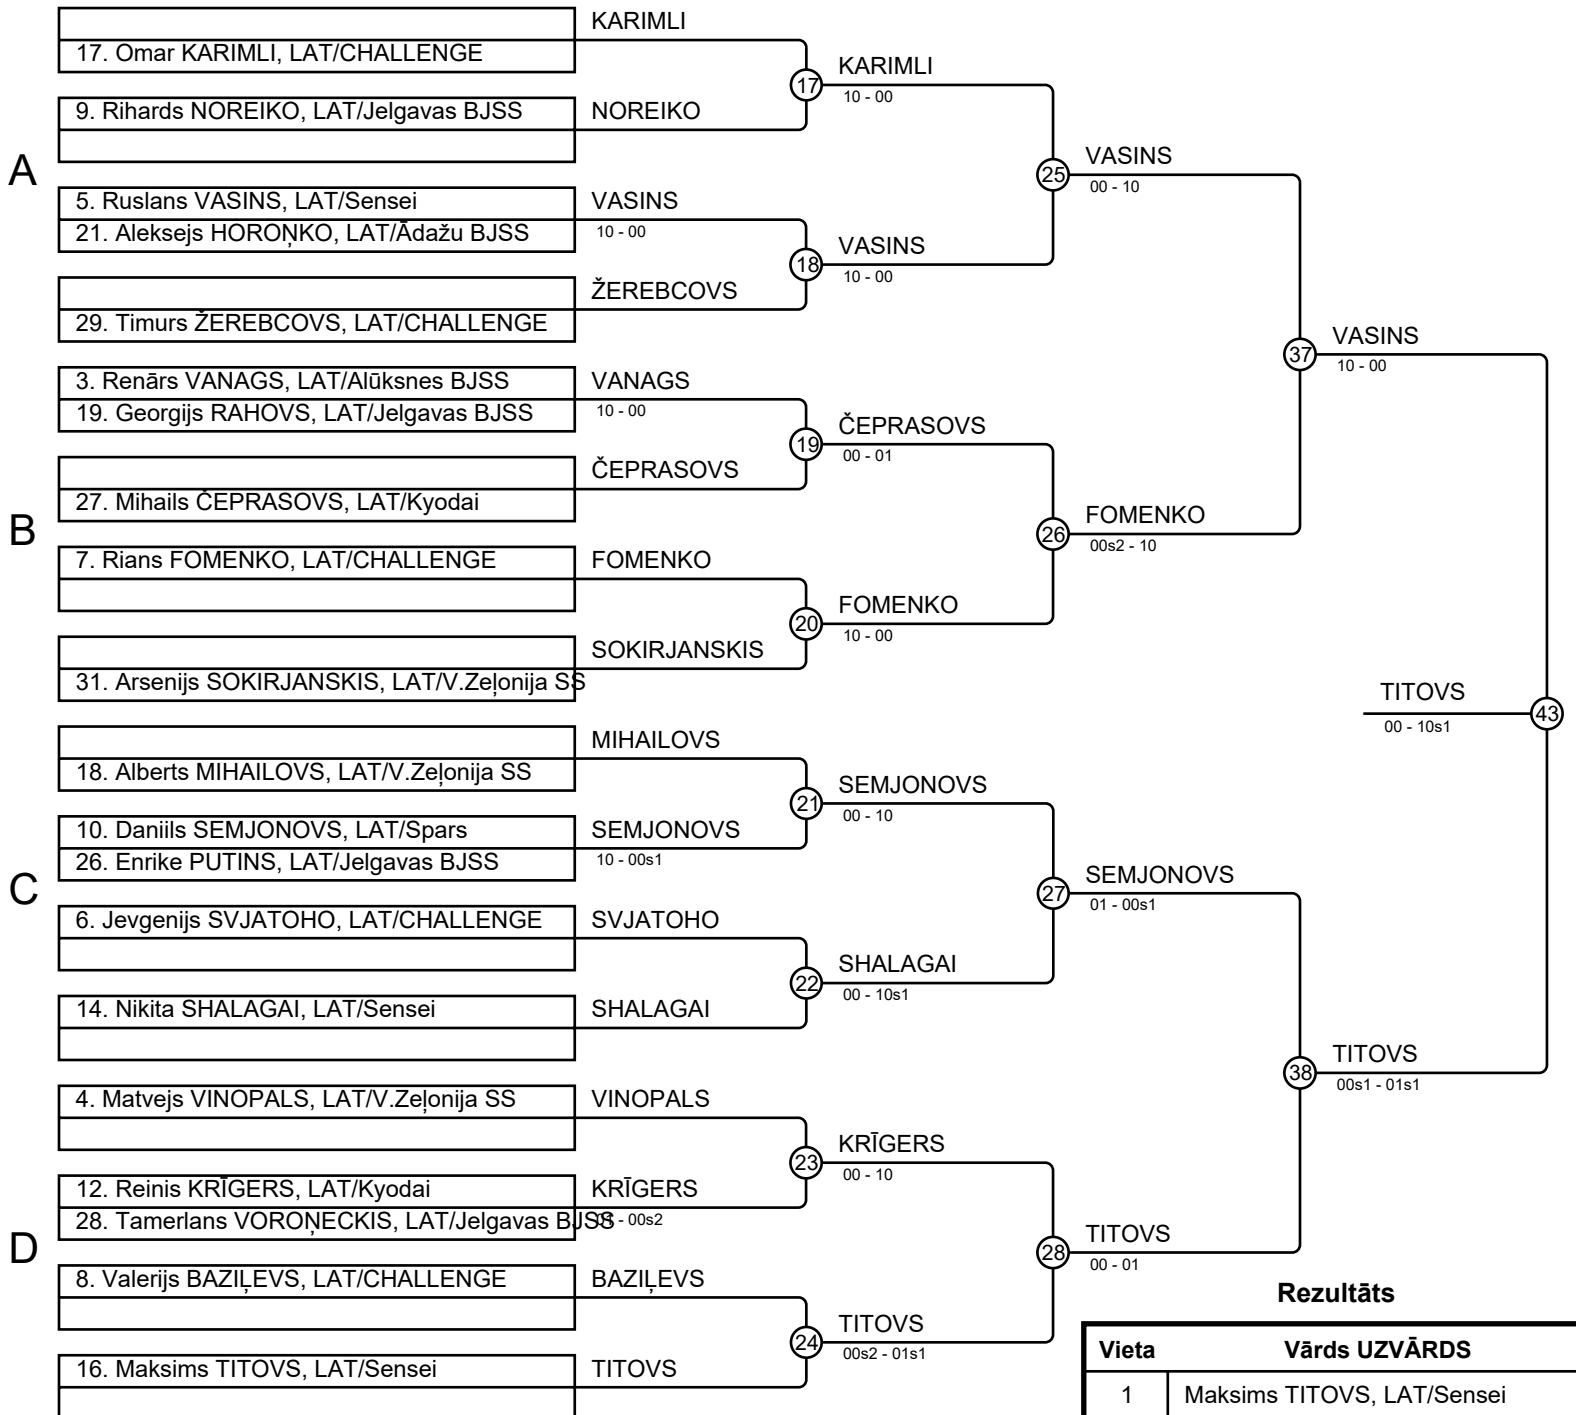 KARIMLI
17. Omar KARIMLI, LAT/CHALLENGE
17
KARIMLI
10 - 00
9. Rihards NOREIKO, LAT/Jelgavas BJSS
NOREIKO
A
25
VASINS
00 - 10
5. Ruslans VASINS, LAT/Sensei
VASINS
21. Aleksejs HOROŅKO, LAT/Ādažu BJSS
10 - 00
18
VASINS
10 - 00
ŽEREBCOVS
29. Timurs ŽEREBCOVS, LAT/CHALLENGE
37
VASINS
10 - 00
3. Renārs VANAGS, LAT/Alūksnes BJSS
VANAGS
19. Georgijs RAHOVS, LAT/Jelgavas BJSS
10 - 00
19
ČEPRASOVS
00 - 01
ČEPRASOVS
27. Mihails ČEPRASOVS, LAT/Kyodai
B
26
FOMENKO
00s2 - 10
7. Rians FOMENKO, LAT/CHALLENGE
FOMENKO
20
FOMENKO
10 - 00
SOKIRJANSKIS
31. Arsenijs SOKIRJANSKIS, LAT/V.Zeļonija SS
TITOVS
43
00 - 10s1
MIHAILOVS
18. Alberts MIHAILOVS, LAT/V.Zeļonija SS
21
SEMJONOVS
00 - 10
10. Daniils SEMJONOVS, LAT/Spars
SEMJONOVS
26. Enrike PUTINS, LAT/Jelgavas BJSS
10 - 00s1
C
27
SEMJONOVS
01 - 00s1
6. Jevgenijs SVJATOHO, LAT/CHALLENGE
SVJATOHO
22
SHALAGAI
00 - 10s1
14. Nikita SHALAGAI, LAT/Sensei
SHALAGAI
38
TITOVS
00s1 - 01s1
4. Matvejs VINOPALS, LAT/V.Zeļonija SS
VINOPALS
23
KRĪGERS
00 - 10
12. Reinis KRĪGERS, LAT/Kyodai
KRĪGERS
28. Tamerlans VOROŅECKIS, LAT/Jelgavas BJSS
- 00s2
D
28
TITOVS
00 - 01
8. Valerijs BAZIĻEVS, LAT/CHALLENGE
BAZIĻEVS
24
TITOVS
00s2 - 01s1
16. Maksims TITOVS, LAT/Sensei
TITOVS
Rezultāts
Vieta Vārds UZVĀRDS
1 Maksims TITOVS, LAT/Sensei